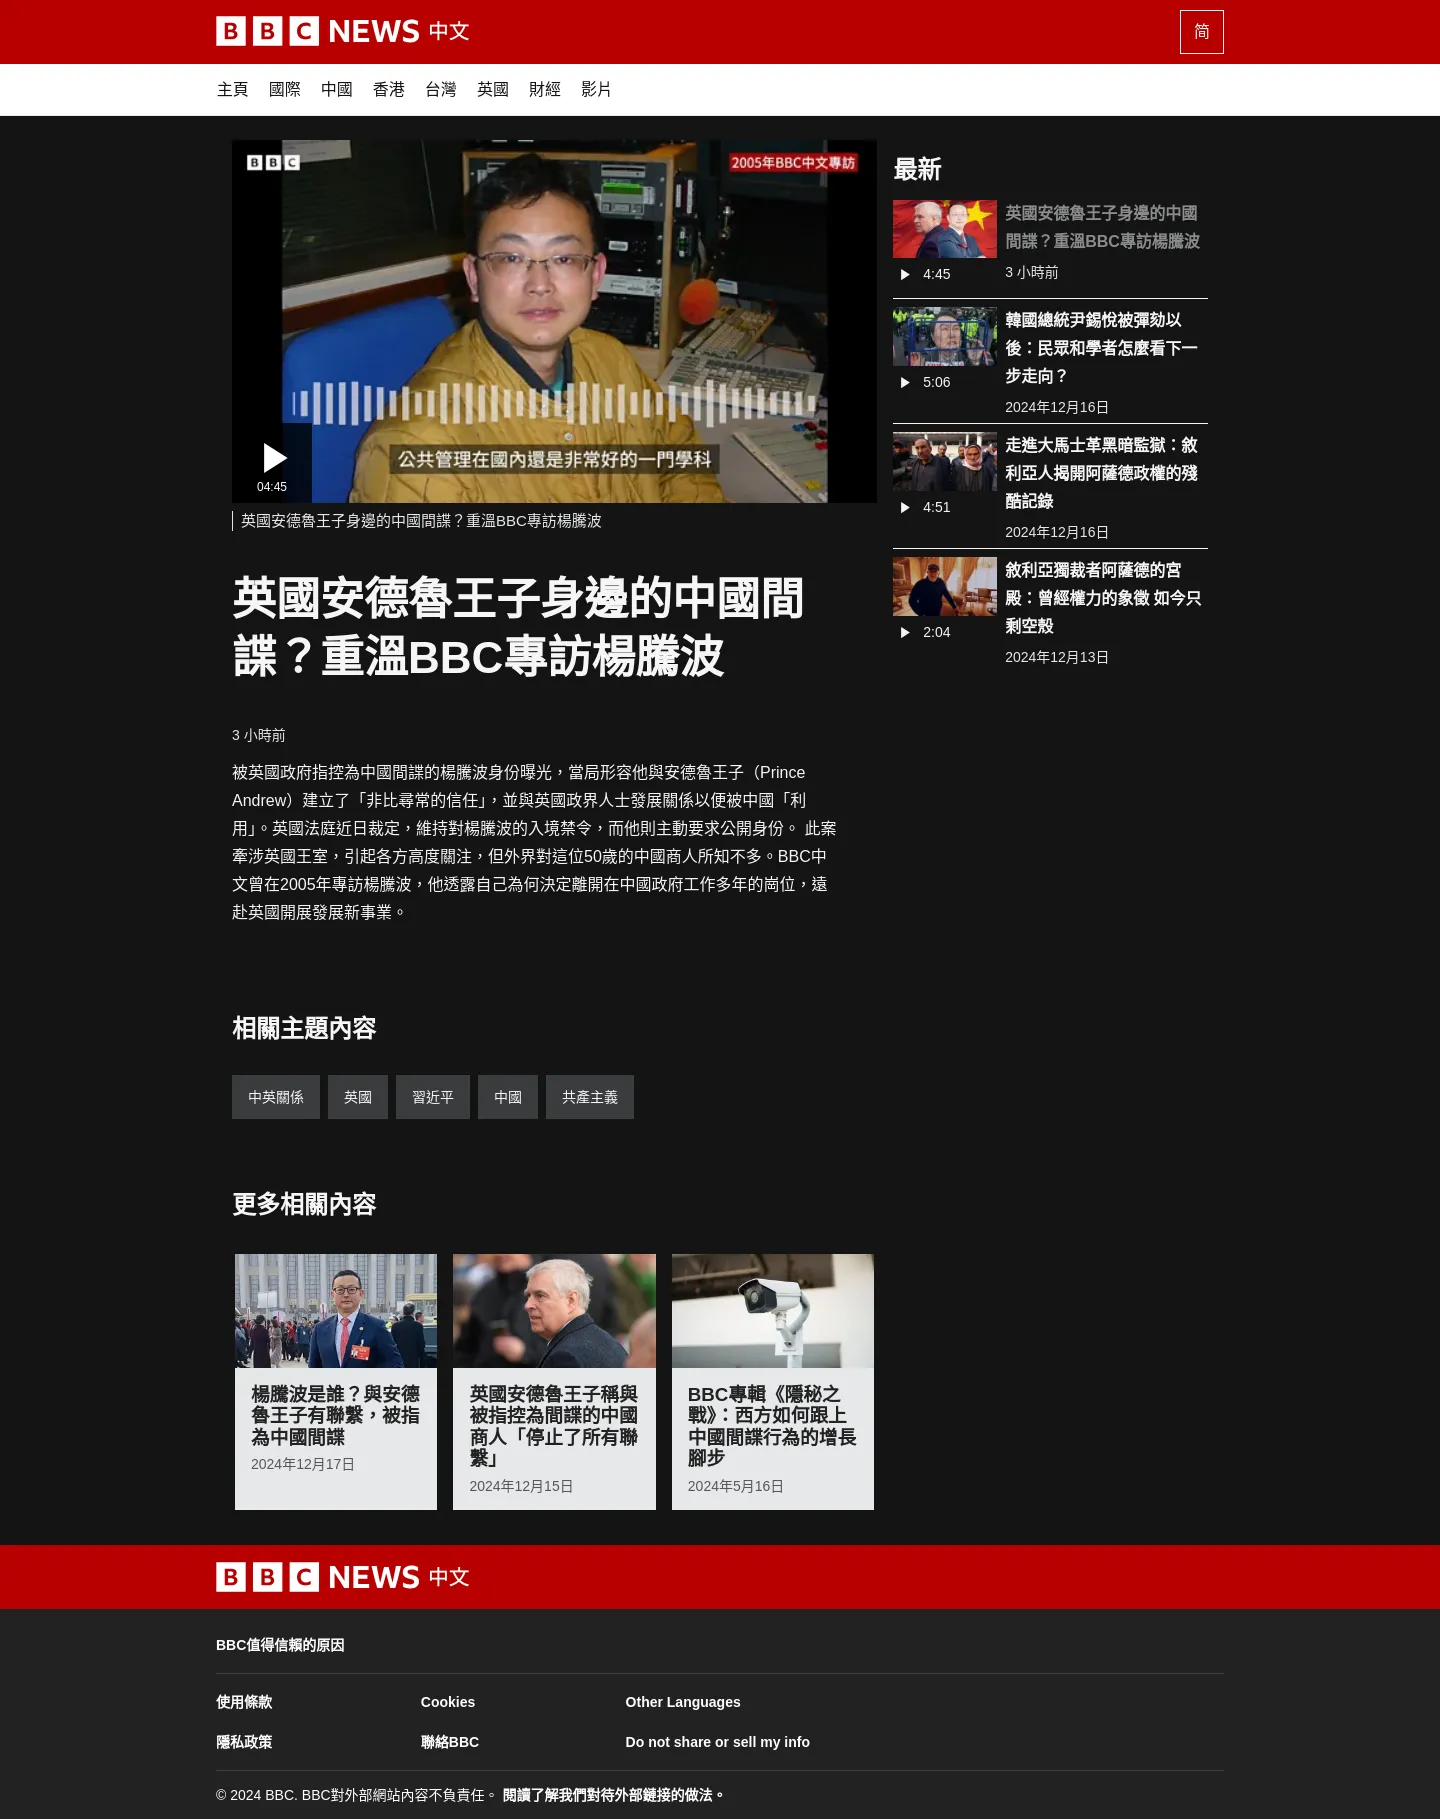 BBC NEWS 中文
简
主頁 國際 中國 香港 台灣 英國 財經 影片
BBC
2005年BBC中文專訪
公共管理在國內還是非常好的一門學科
04:45
英國安德魯王子身邊的中國間諜？重溫BBC專訪楊騰波
英國安德魯王子身邊的中國間
諜？重溫BBC專訪楊騰波
3 小時前
被英國政府指控為中國間諜的楊騰波身份曝光，當局形容他與安德魯王子（Prince
Andrew）建立了「非比尋常的信任」，並與英國政界人士發展關係以便被中國「利
用」。英國法庭近日裁定，維持對楊騰波的入境禁令，而他則主動要求公開身份。 此案
牽涉英國王室，引起各方高度關注，但外界對這位50歲的中國商人所知不多。BBC中
文曾在2005年專訪楊騰波，他透露自己為何決定離開在中國政府工作多年的崗位，遠
赴英國開展發展新事業。
最新
英國安德魯王子身邊的中國
間諜？重溫BBC專訪楊騰波
4:45
3 小時前
韓國總統尹錫悅被彈劾以
後：民眾和學者怎麼看下一
步走向？
5:06
2024年12月16日
走進大馬士革黑暗監獄：敘
利亞人揭開阿薩德政權的殘
酷記錄
4:51
2024年12月16日
敘利亞獨裁者阿薩德的宮
殿：曾經權力的象徵 如今只
剩空殼
2:04
2024年12月13日
相關主題內容
中英關係 英國 習近平 中國 共產主義
更多相關內容
楊騰波是誰？與安德
魯王子有聯繫，被指
為中國間諜
2024年12月17日
英國安德魯王子稱與
被指控為間諜的中國
商人「停止了所有聯
繫」
2024年12月15日
BBC專輯《隱秘之
戰》：西方如何跟上
中國間諜行為的增長
腳步
2024年5月16日
BBC NEWS 中文
BBC值得信賴的原因
使用條款 Cookies Other Languages
隱私政策 聯絡BBC Do not share or sell my info
© 2024 BBC. BBC對外部網站內容不負責任。 閱讀了解我們對待外部鏈接的做法。